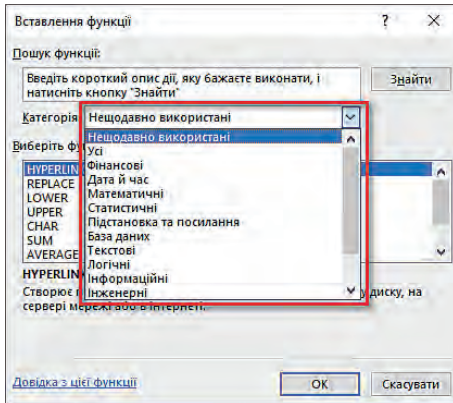 Вставлення функції ? ×
Пошук функції:
Введіть короткий опис дії, яку бажаєте виконати, і
натисніть кнопку "Знайти"
Знайти
Категорія Нещодавно використані
Нещодавно використані
Усі
Фінансові
Дата й час
Математичні
Статистичні
Підстановка та посилання
База даних
Текстові
Логічні
Інформаційні
Інженерні
Виберіть фу
HYPERLIN
REPLACE
LOWER
UPPER
CHAR
SUM
AVERAGE
HYPERLIN
Створює диску, на
сервері мережі або в Інтернеті.
Довідка з цієї функції
ОК
Скасувати